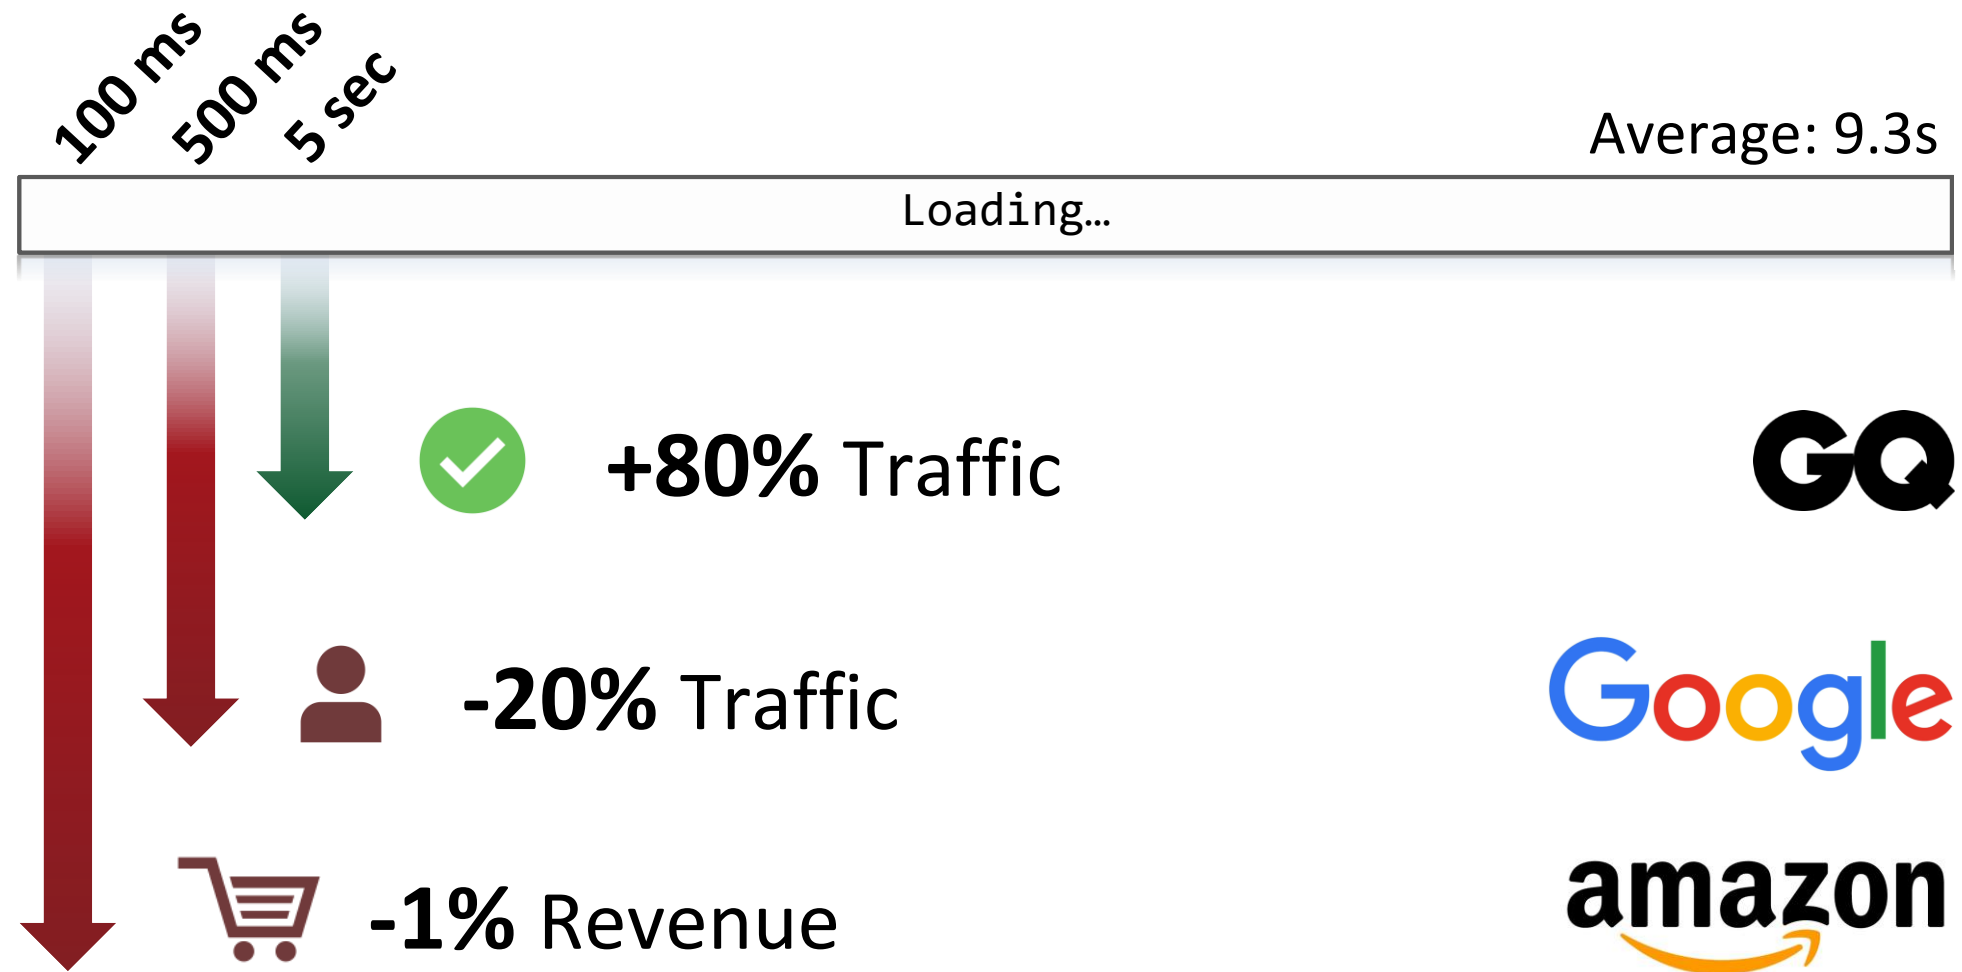 100 ms
500 ms
5 sec
Average: 9.3s
Loading…
+80% Traffic
GQ
-20% Traffic
Google
-1% Revenue
amazon